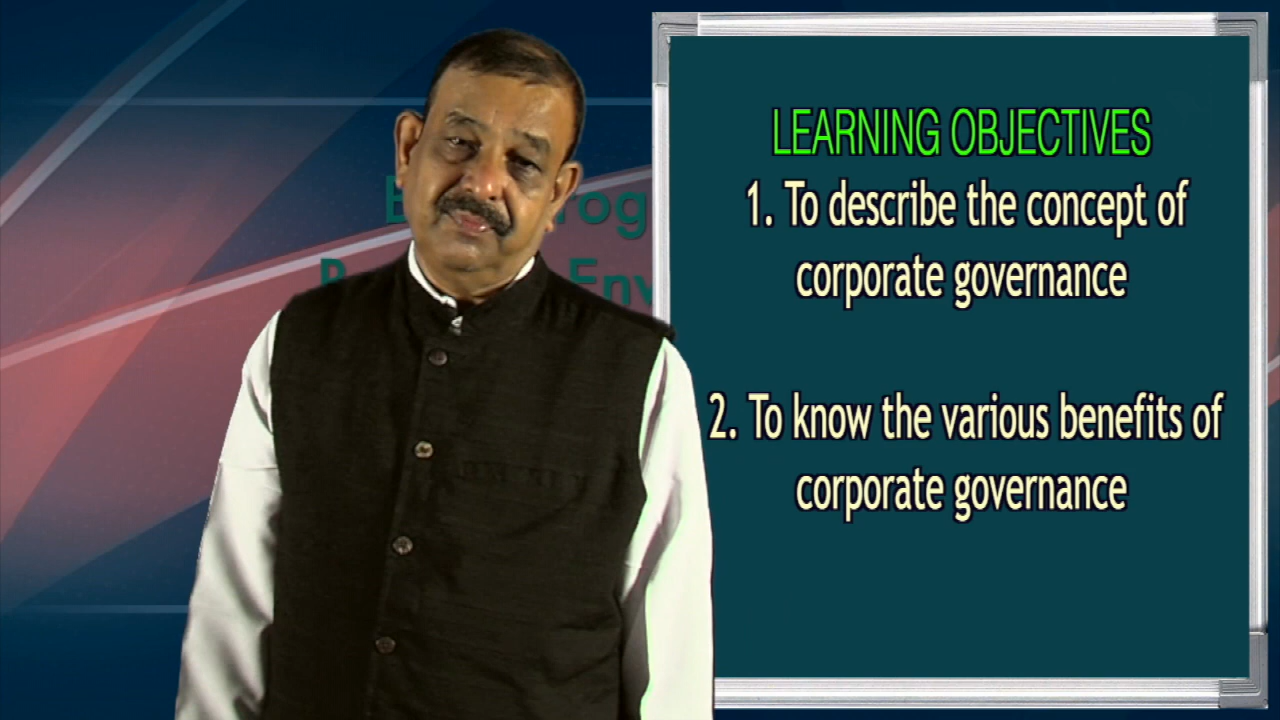 LEARNING OBJECTIVES
1. To describe the concept of
corporate governance
2. To know the various benefits of
corporate governance